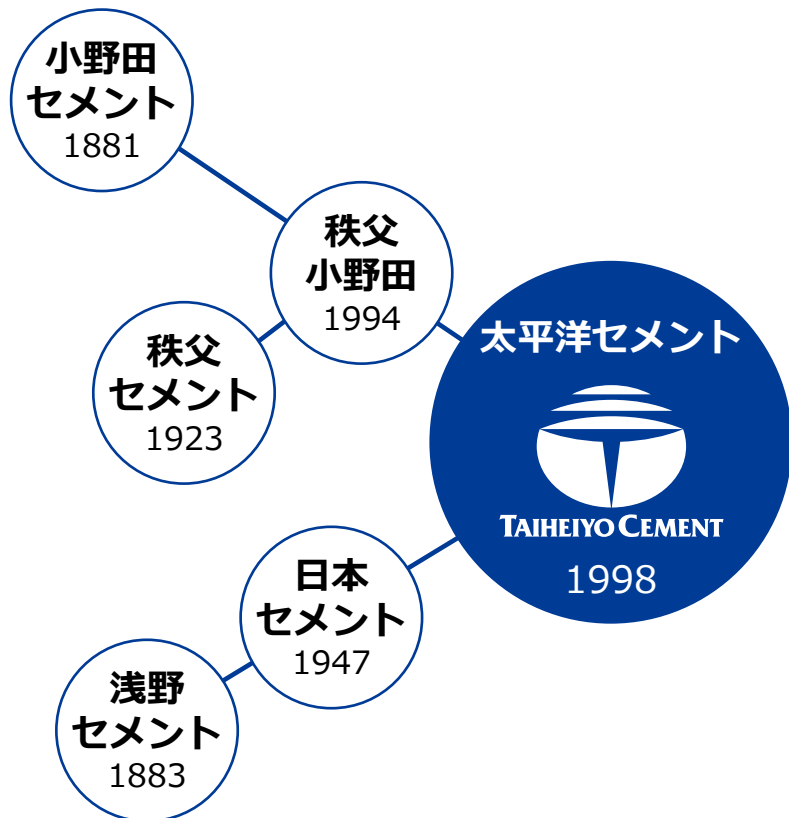 小野田
セメント
1881
秩父
小野田
1994
秩父
セメント
1923
太平洋セメント
TAIHEIYO CEMENT
1998
日本
セメント
1947
浅野
セメント
1883